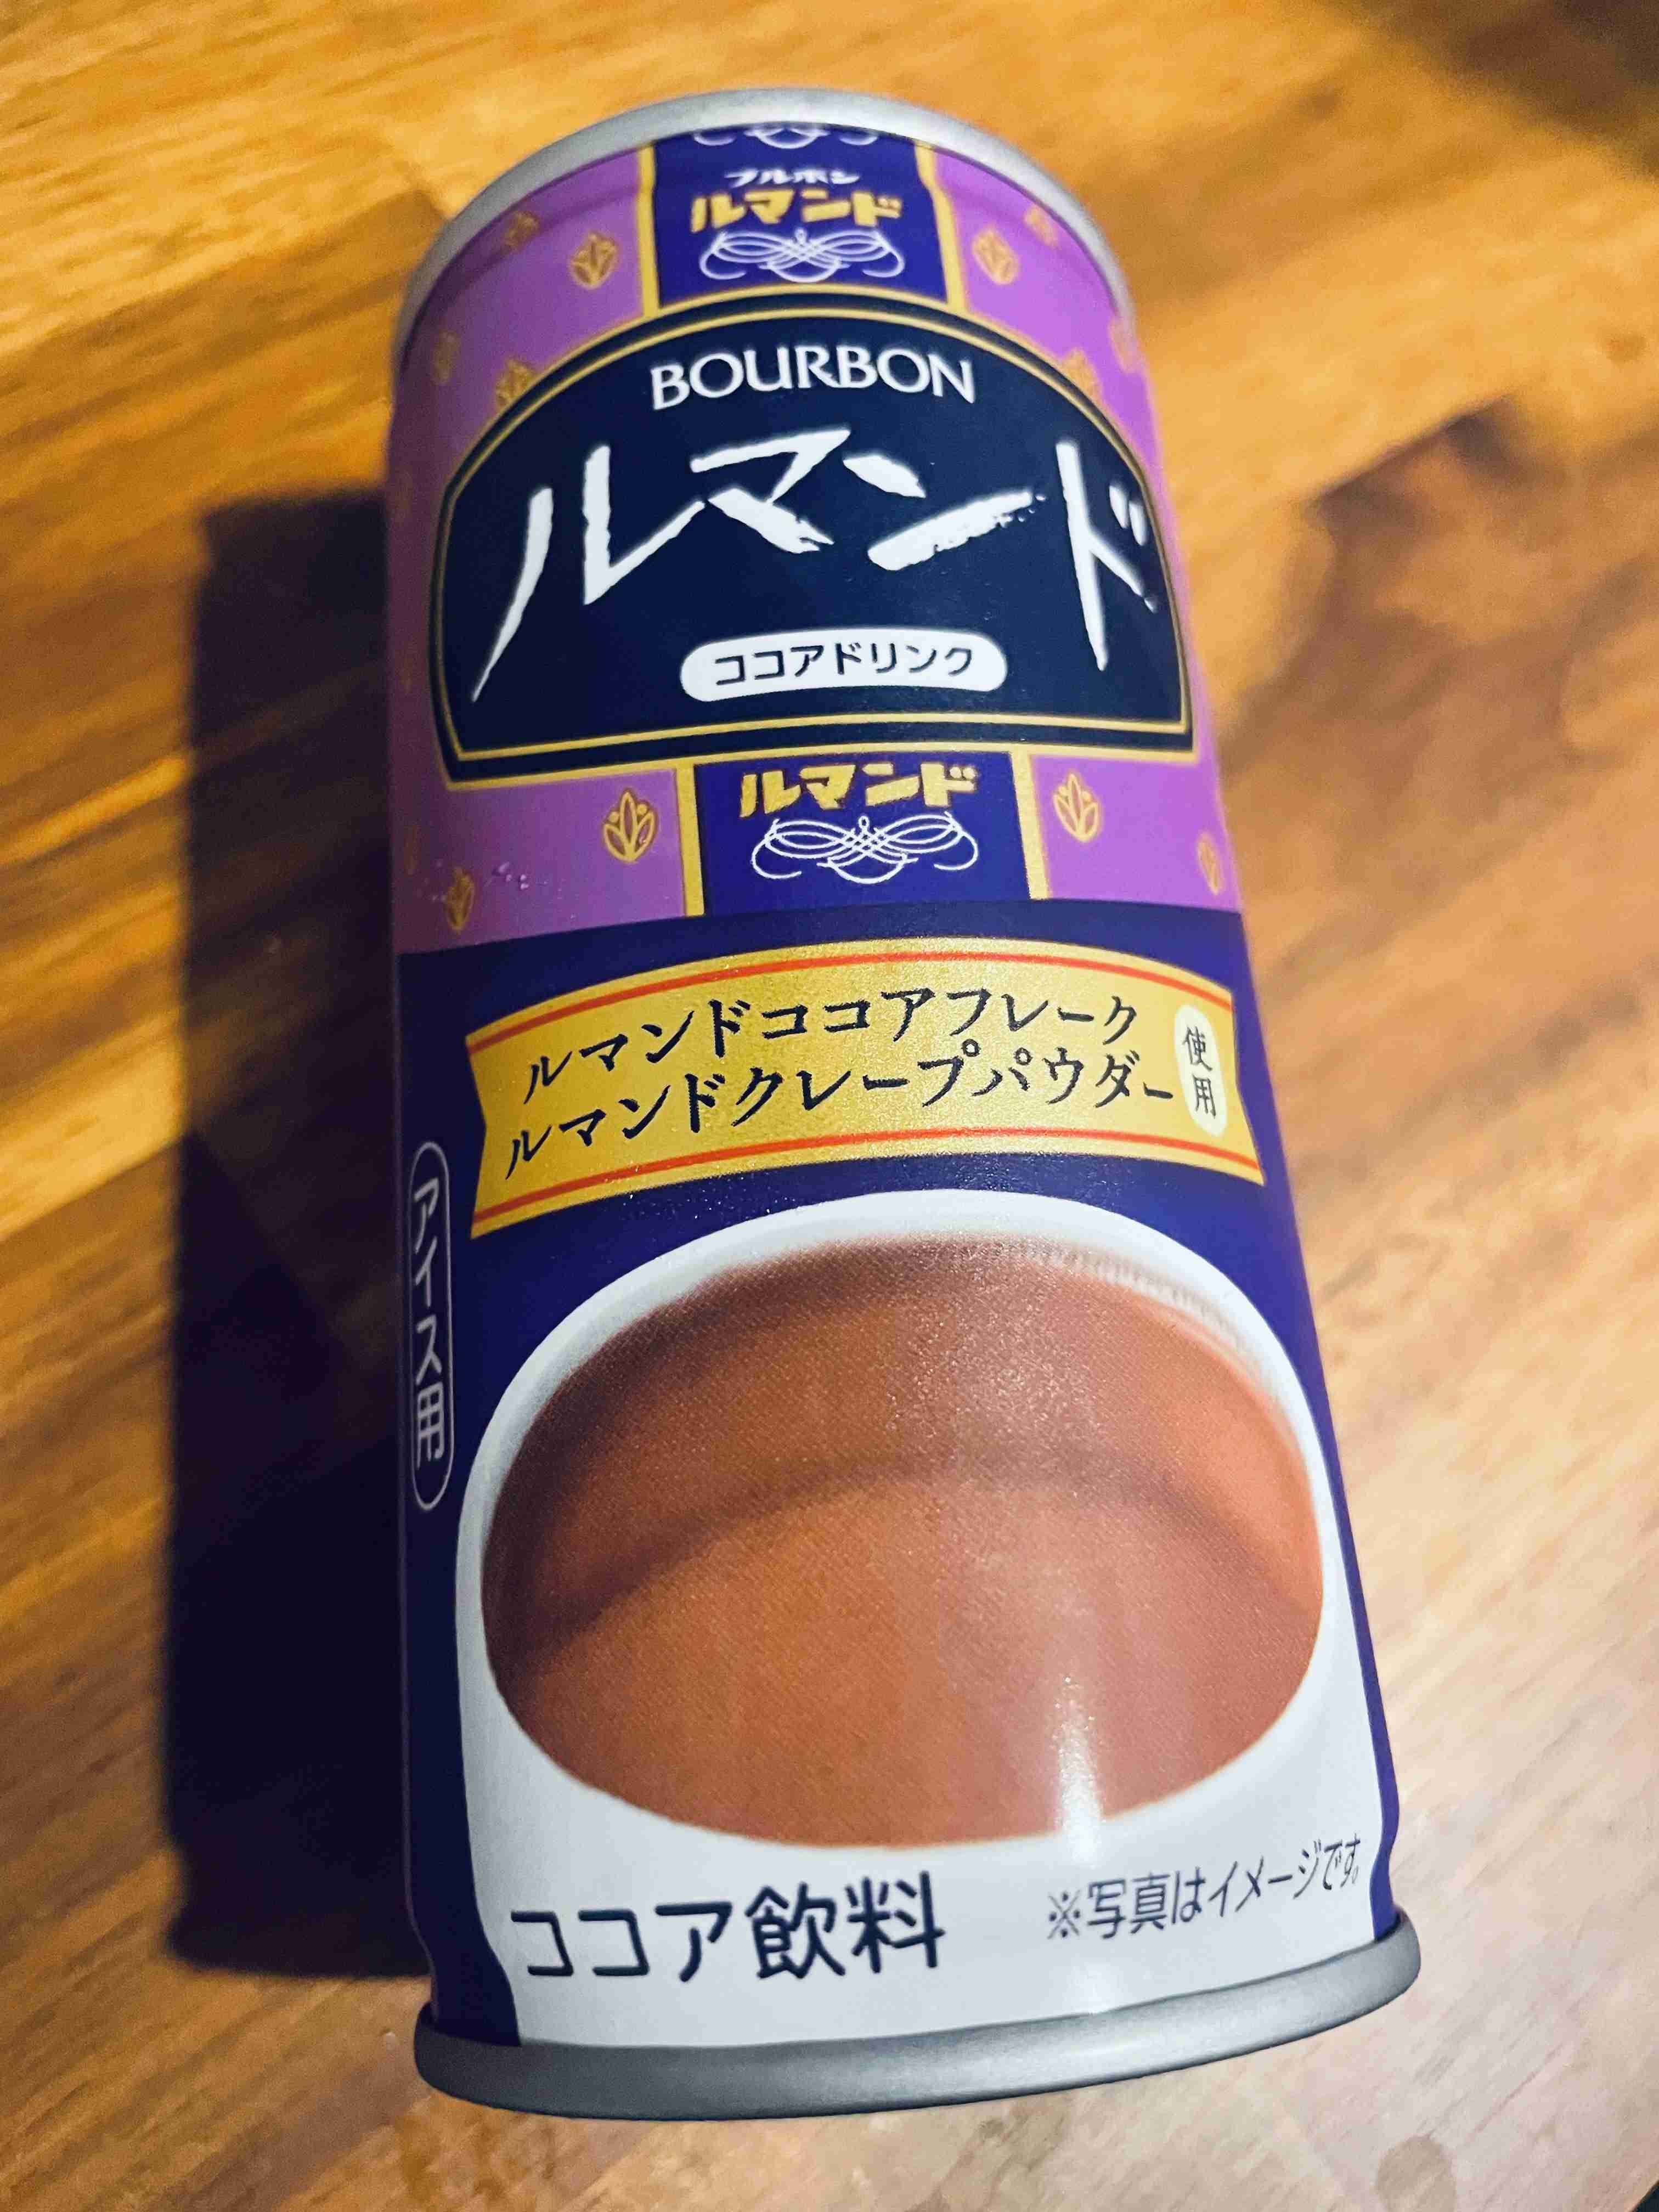 ブルボン
ルマンド
BOURBON
ルマンド
ココアドリンク
ルマンド
ルマンドココアフレーク
ルマンドクレープパウダー
使用
アイス用
ココア飲料
※写真はイメージです。